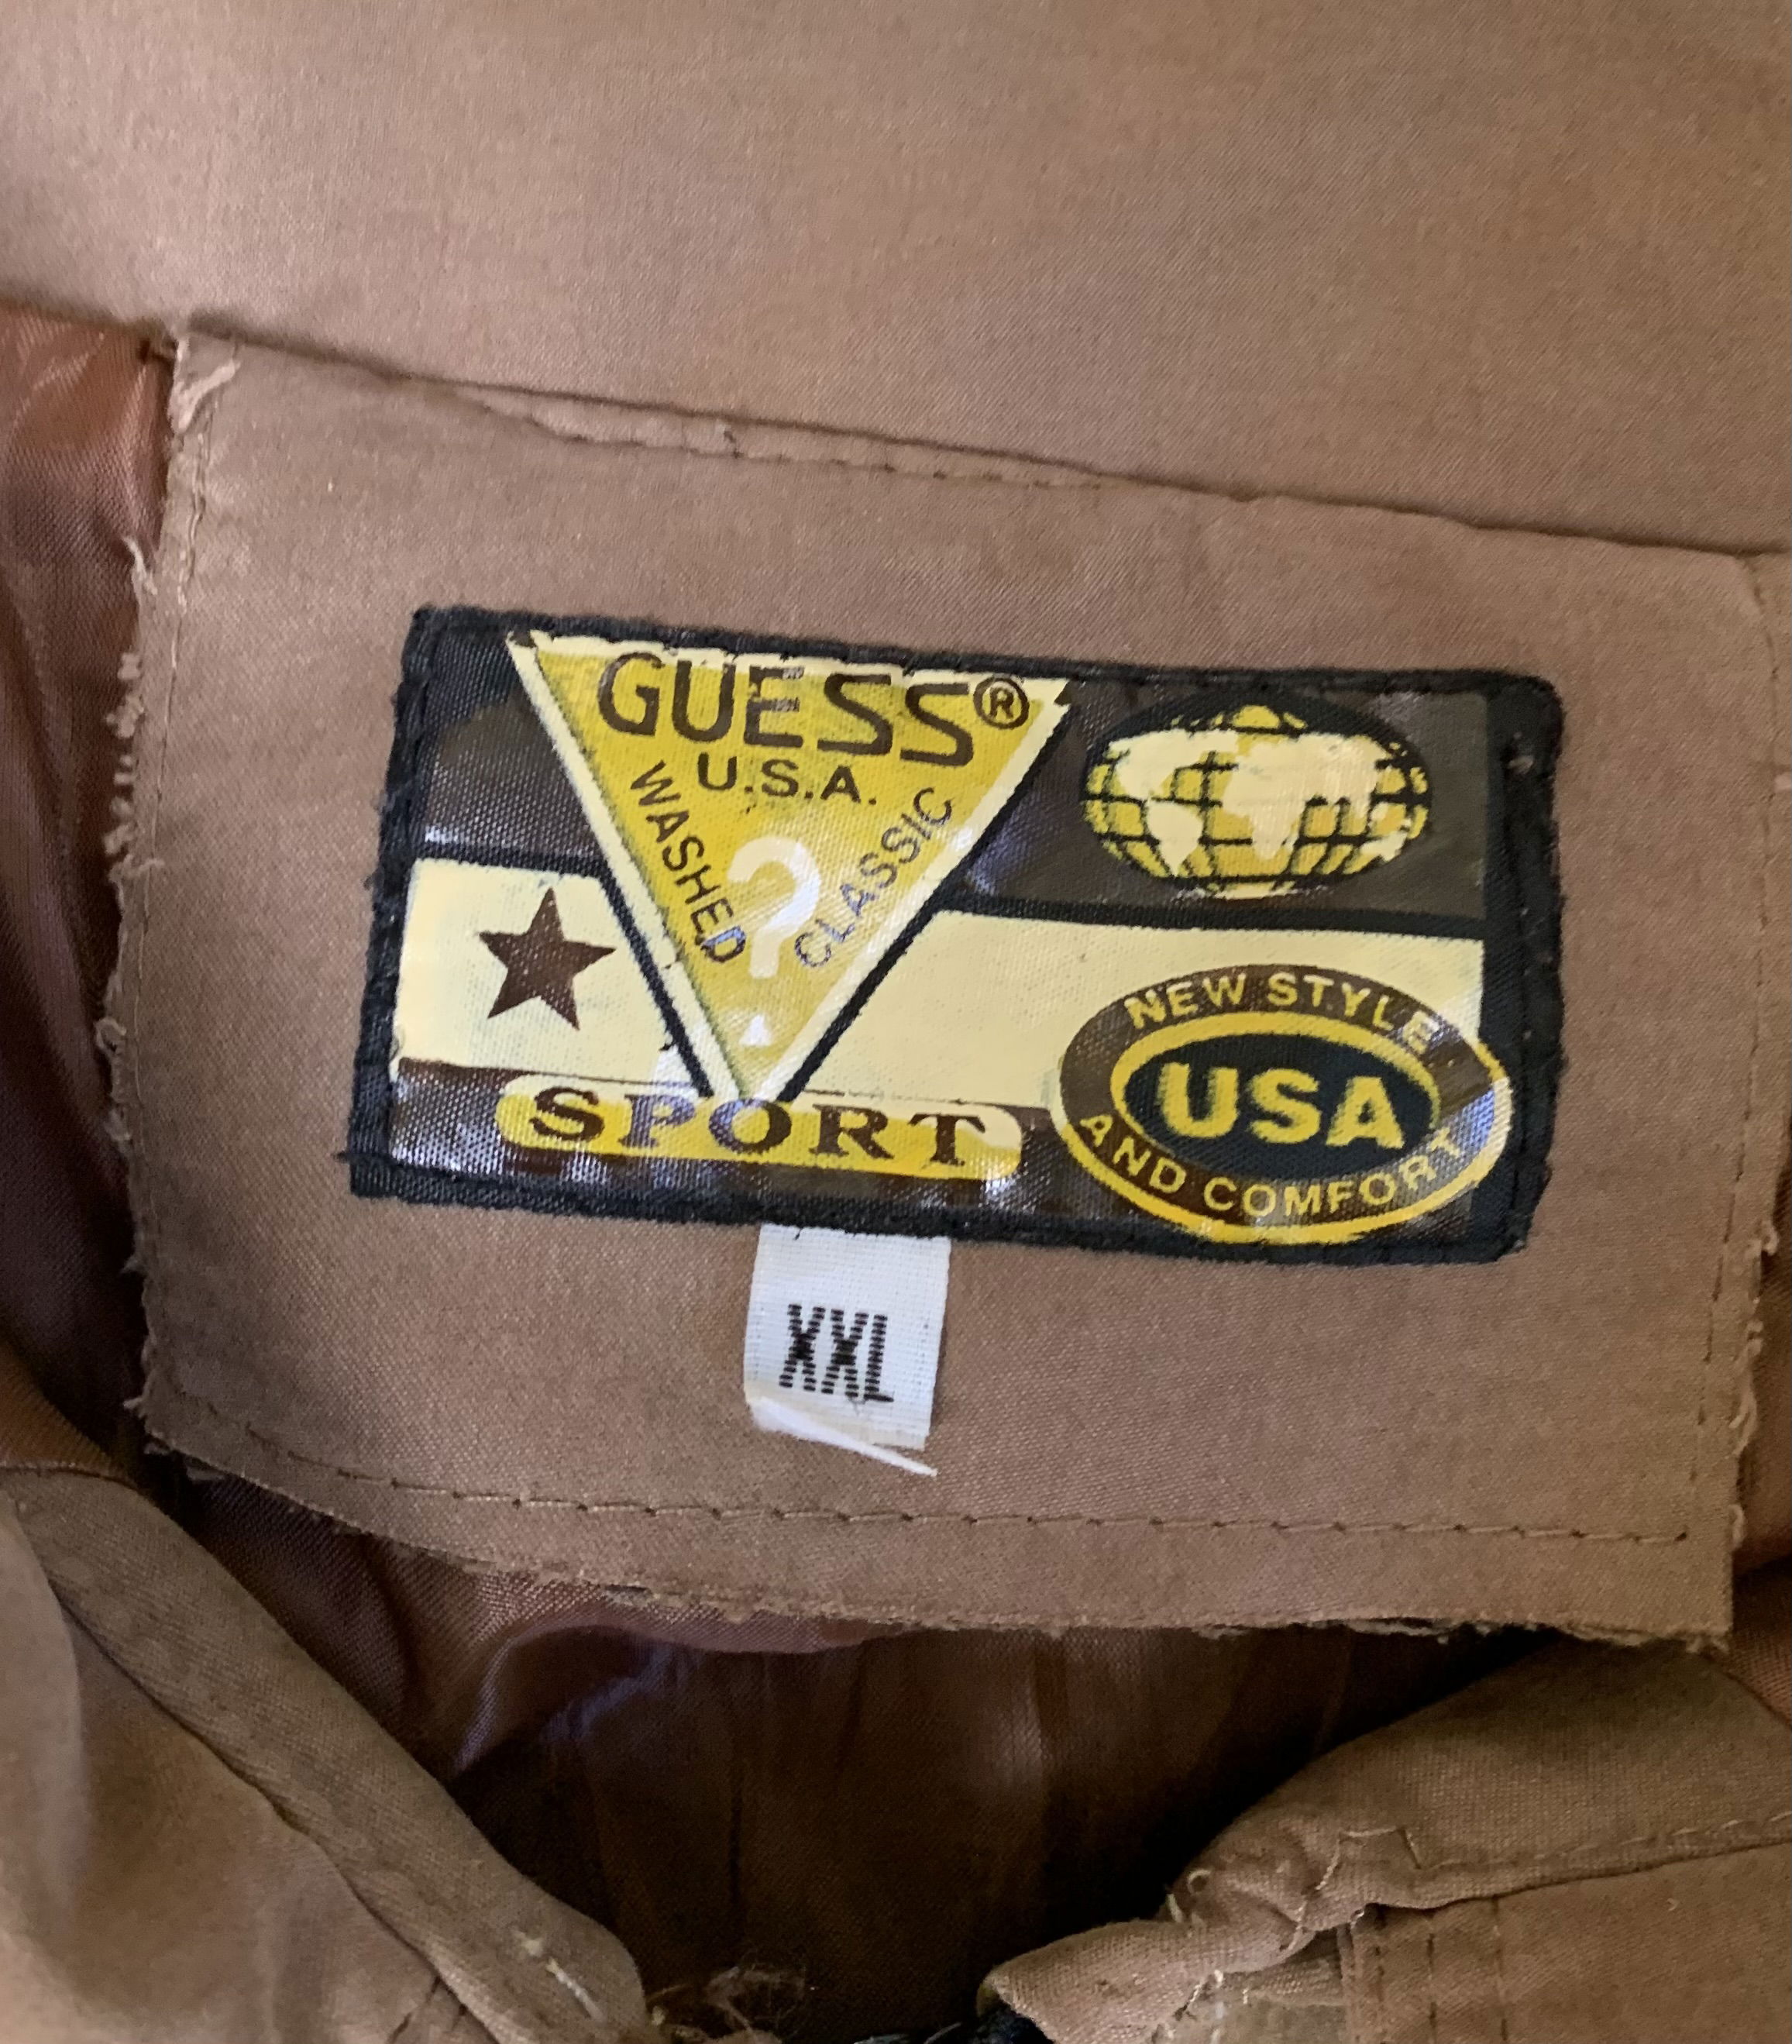 GUESS®
U.S.A.
WASHED
?
CLASSIC
SPORT
NEW STYLE
USA
AND COMFORT
XXL